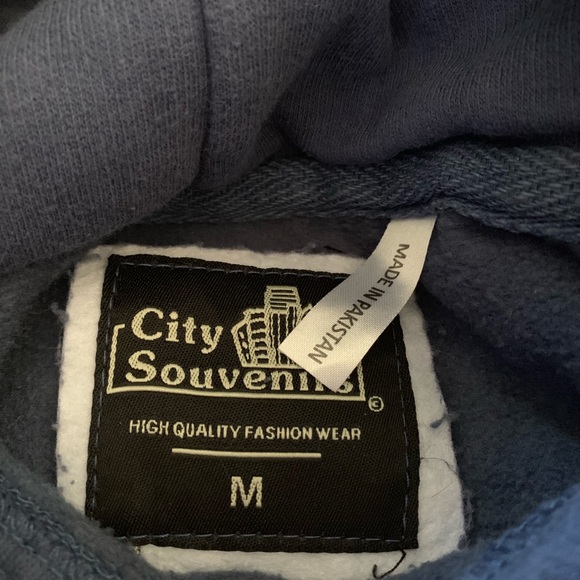 MADE IN PAKISTAN
City
Souvenirs
HIGH QUALITY FASHION WEAR
M